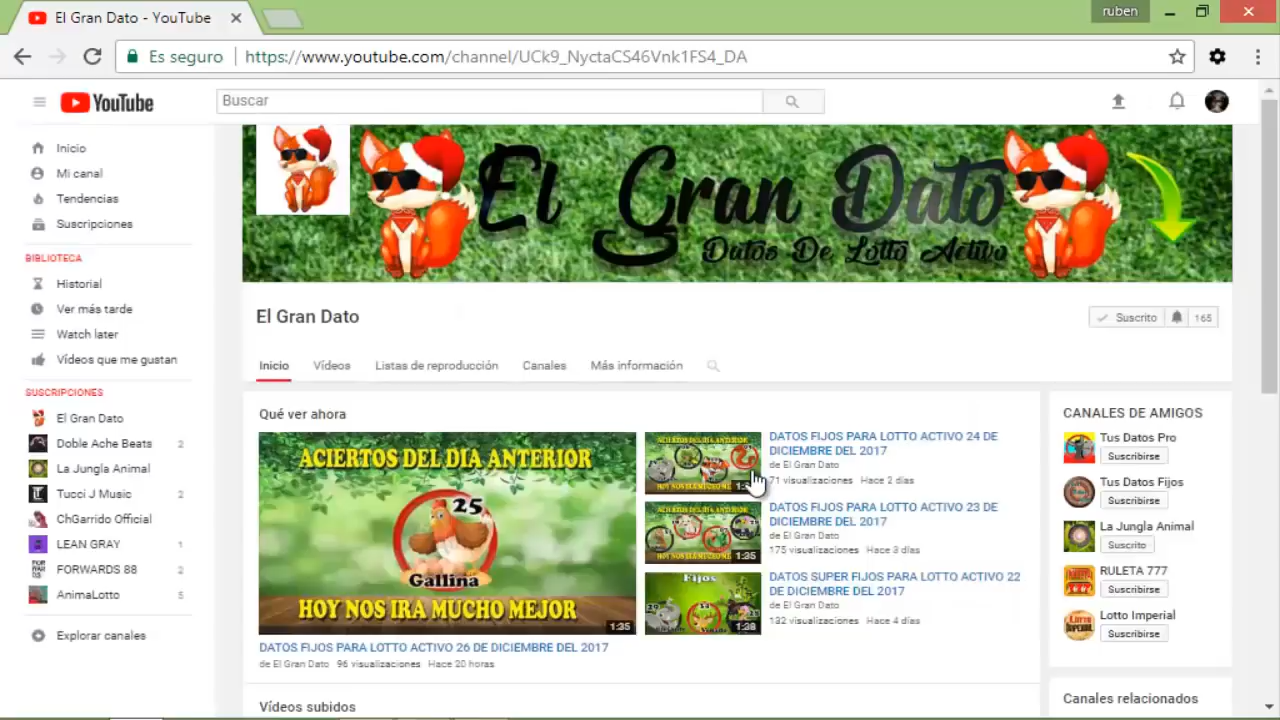 El Gran Dato - YouTube
ruben
Es seguro
https://www.youtube.com/channel/UCk9_NyctaCS46Vnk1FS4_DA
YouTube
Buscar
Inicio
Mi canal
Tendencias
Suscripciones
BIBLIOTECA
Historial
Ver más tarde
Watch later
Vídeos que me gustan
SUSCRIPCIONES
El Gran Dato
Doble Ache Beats 2
La Jungla Animal
Tucci J Music 2
ChGarrido Official
LEAN GRAY 1
FORWARDS 88 2
AnimaLotto 5
Explorar canales
El Gran Dato
Datos De Lotto Activo
El Gran Dato
Suscrito 165
Inicio Vídeos Listas de reproducción Canales Más información
Qué ver ahora
ACIERTOS DEL DIA ANTERIOR
25
Gallina
HOY NOS IRA MUCHO MEJOR
1:35
DATOS FIJOS PARA LOTTO ACTIVO 26 DE DICIEMBRE DEL 2017
de El Gran Dato 96 visualizaciones Hace 20 horas
ACIERTOS DEL DIA ANTERIOR
DATOS FIJOS PARA LOTTO ACTIVO 24 DE
DICIEMBRE DEL 2017
de El Gran Dato
71 visualizaciones Hace 2 días
1:35
DATOS FIJOS PARA LOTTO ACTIVO 23 DE
DICIEMBRE DEL 2017
de El Gran Dato
175 visualizaciones Hace 3 días
Fijos
1:38
DATOS SUPER FIJOS PARA LOTTO ACTIVO 22
DE DICIEMBRE DEL 2017
de El Gran Dato
132 visualizaciones Hace 4 días
Vídeos subidos
CANALES DE AMIGOS
Tus Datos Pro
Suscribirse
Tus Datos Fijos
Suscribirse
La Jungla Animal
Suscrito
RULETA 777
Suscribirse
Lotto Imperial
Suscribirse
Canales relacionados